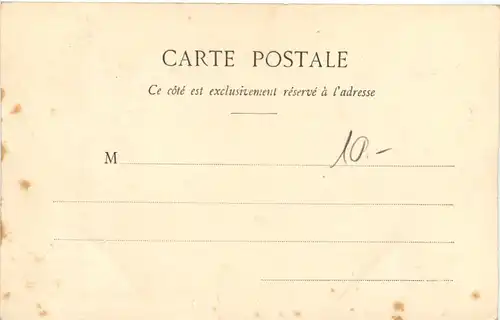 CARTE POSTALE
Ce côté est exclusivement réservé à l'adresse
M 10.-